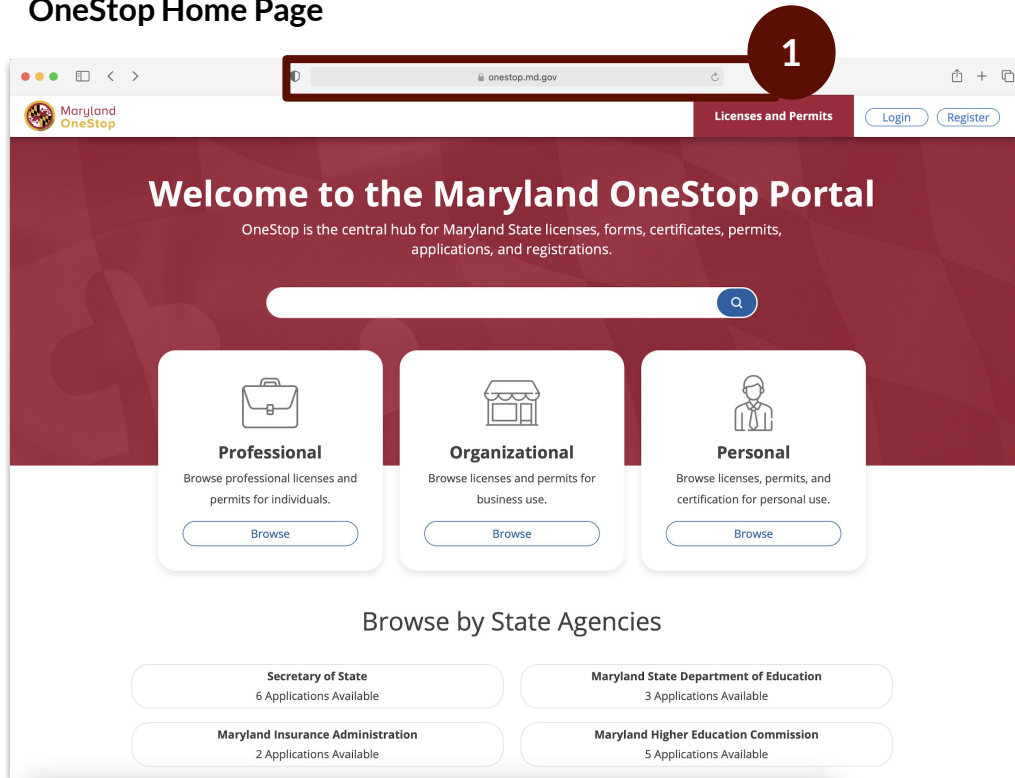 OneStop Home Page
1
onestop.md.gov
Maryland
OneStop
Licenses and Permits
Login
Register
Welcome to the Maryland OneStop Portal
OneStop is the central hub for Maryland State licenses, forms, certificates, permits,
applications, and registrations.
Professional
Browse professional licenses and
permits for individuals.
Browse
Organizational
Browse licenses and permits for
business use.
Browse
Personal
Browse licenses, permits, and
certification for personal use.
Browse
Browse by State Agencies
Secretary of State
6 Applications Available
Maryland State Department of Education
3 Applications Available
Maryland Insurance Administration
2 Applications Available
Maryland Higher Education Commission
5 Applications Available